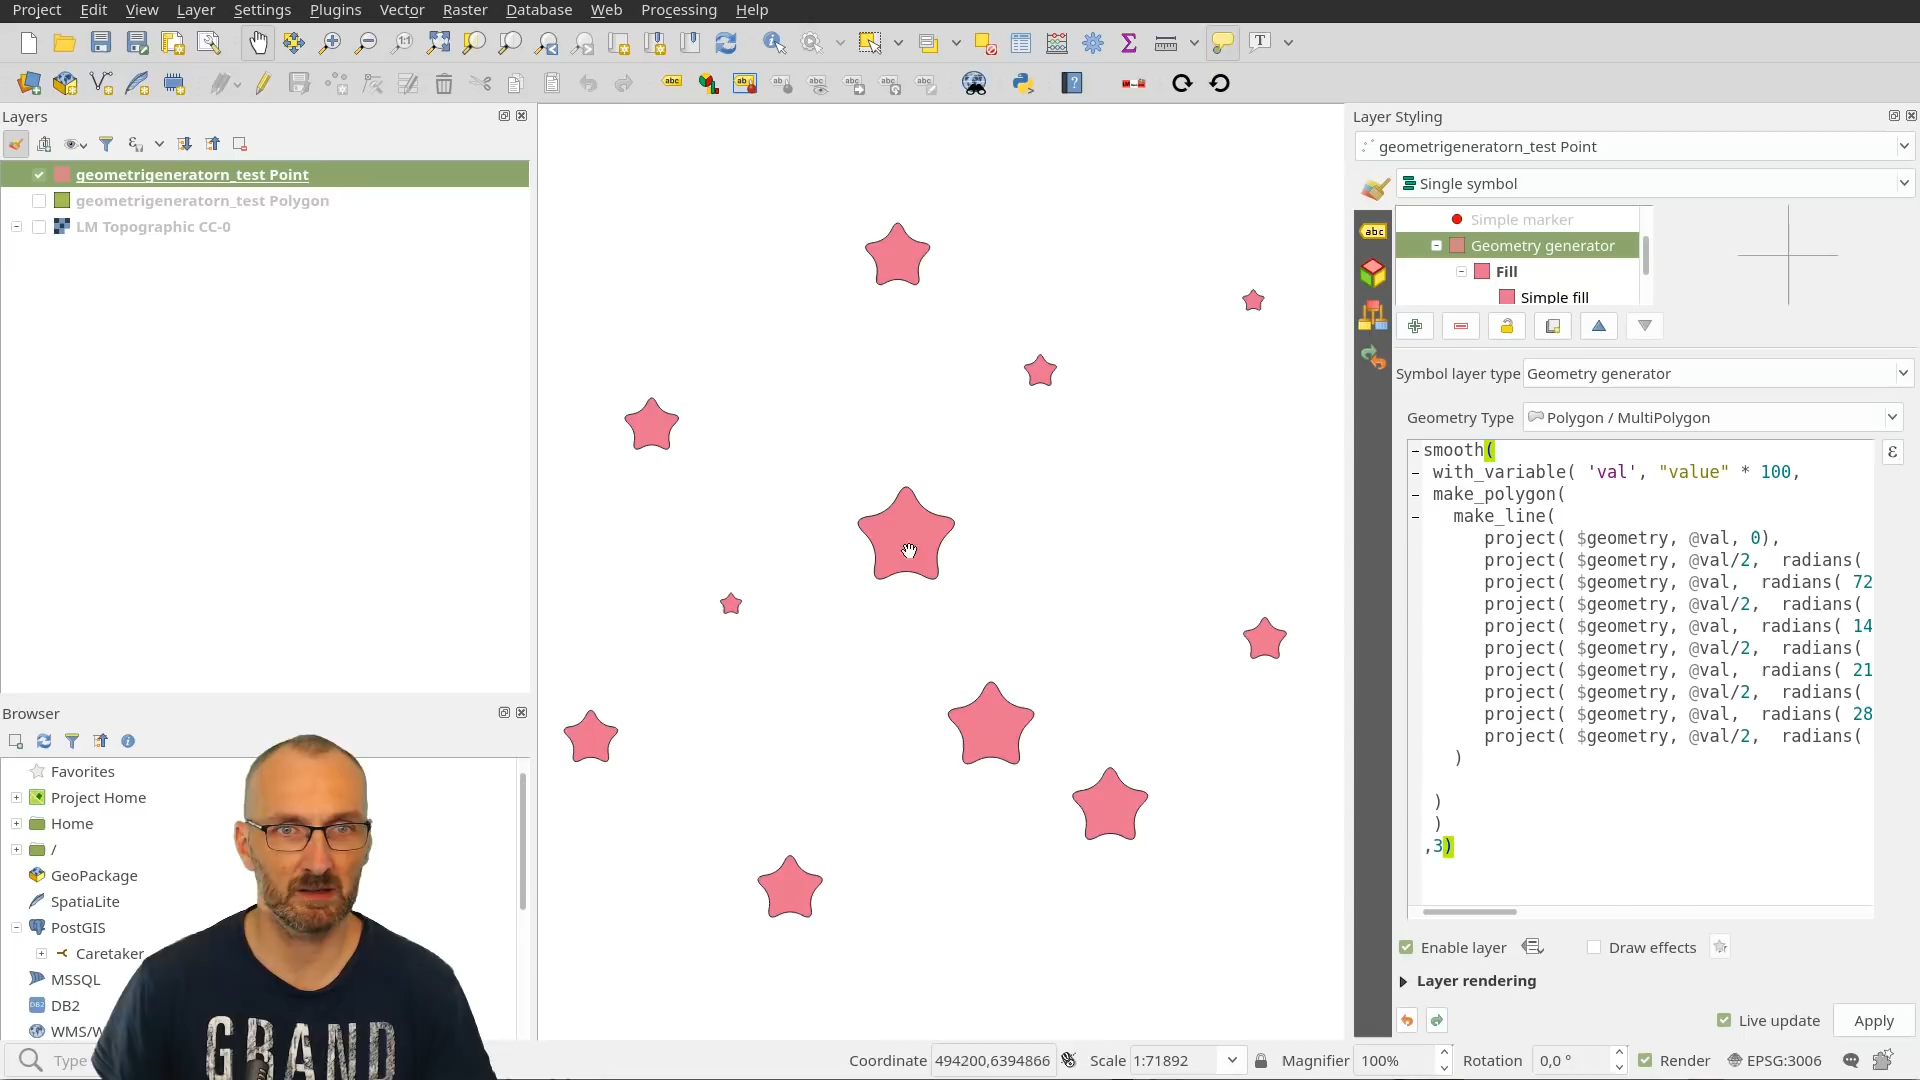 Project Edit View Layer Settings Plugins Vector Raster Database Web Processing Help
Layers
geometrigeneratorn_test Point
geometrigeneratorn_test Polygon
LM Topographic CC-0
Browser
Favorites
Project Home
Home
/
GeoPackage
SpatiaLite
PostGIS
Caretaker
MSSQL
DB2
WMS/W
GRAND
Layer Styling
geometrigeneratorn_test Point
Single symbol
Simple marker
Geometry generator
Fill
Simple fill
Symbol layer type Geometry generator
Geometry Type Polygon / MultiPolygon
smooth(
with_variable( 'val', "value" * 100,
make_polygon(
make_line(
project( $geometry, @val, 0),
project( $geometry, @val/2, radians(
project( $geometry, @val, radians( 72
project( $geometry, @val/2, radians(
project( $geometry, @val, radians( 14
project( $geometry, @val/2, radians(
project( $geometry, @val, radians( 21
project( $geometry, @val/2, radians(
project( $geometry, @val, radians( 28
project( $geometry, @val/2, radians(
)
)
)
,3)
ε
Enable layer Draw effects
Layer rendering
Live update Apply
Type
Coordinate 494200,6394866 Scale 1:71892 Magnifier 100% Rotation 0,0 ° Render EPSG:3006